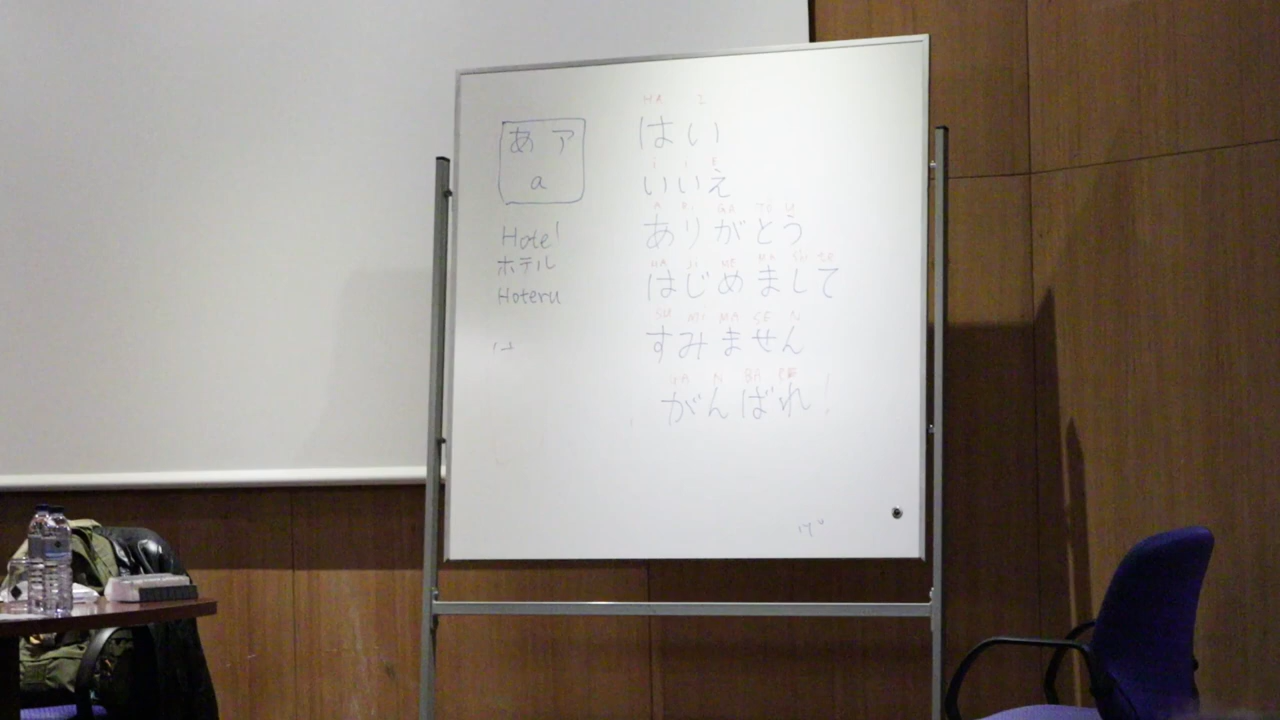 あ ア
a
Hotel
ホテル
Hoteru
は
HA I
はい
i i E
いいえ
A RI GA TO U
ありがとう
HA JI ME MA SHI TE
はじめまして
SU MI MA SE N
すみません
GA N BA RE
がんばれ!